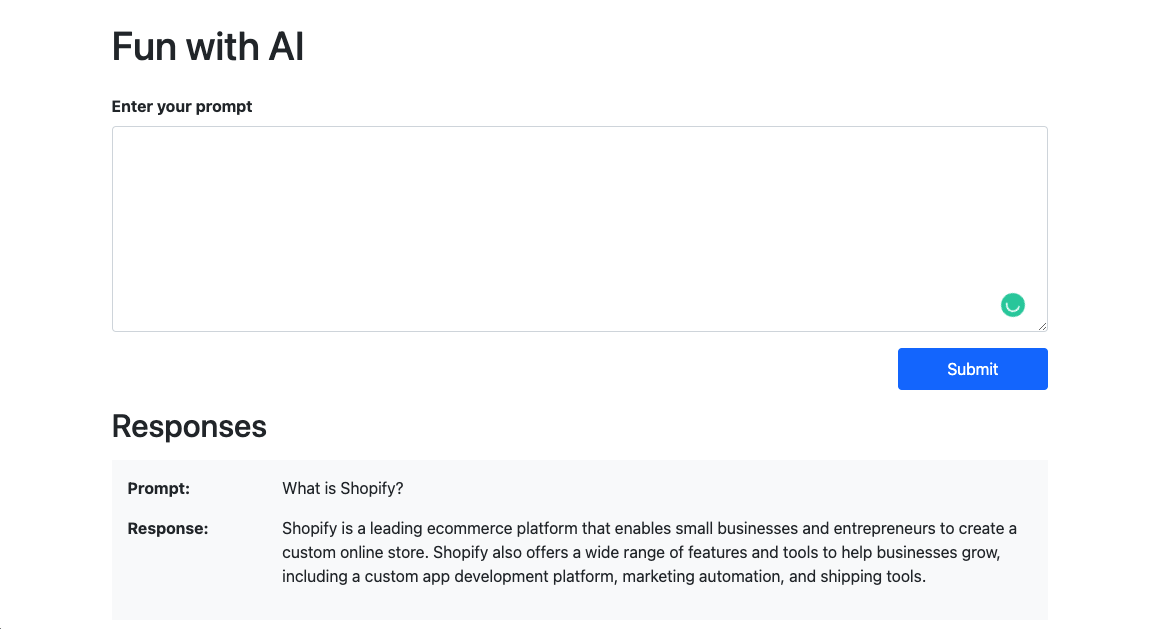 Fun with AI
Enter your prompt
Submit
Responses
Prompt: What is Shopify?
Response: Shopify is a leading ecommerce platform that enables small businesses and entrepreneurs to create a
custom online store. Shopify also offers a wide range of features and tools to help businesses grow,
including a custom app development platform, marketing automation, and shipping tools.